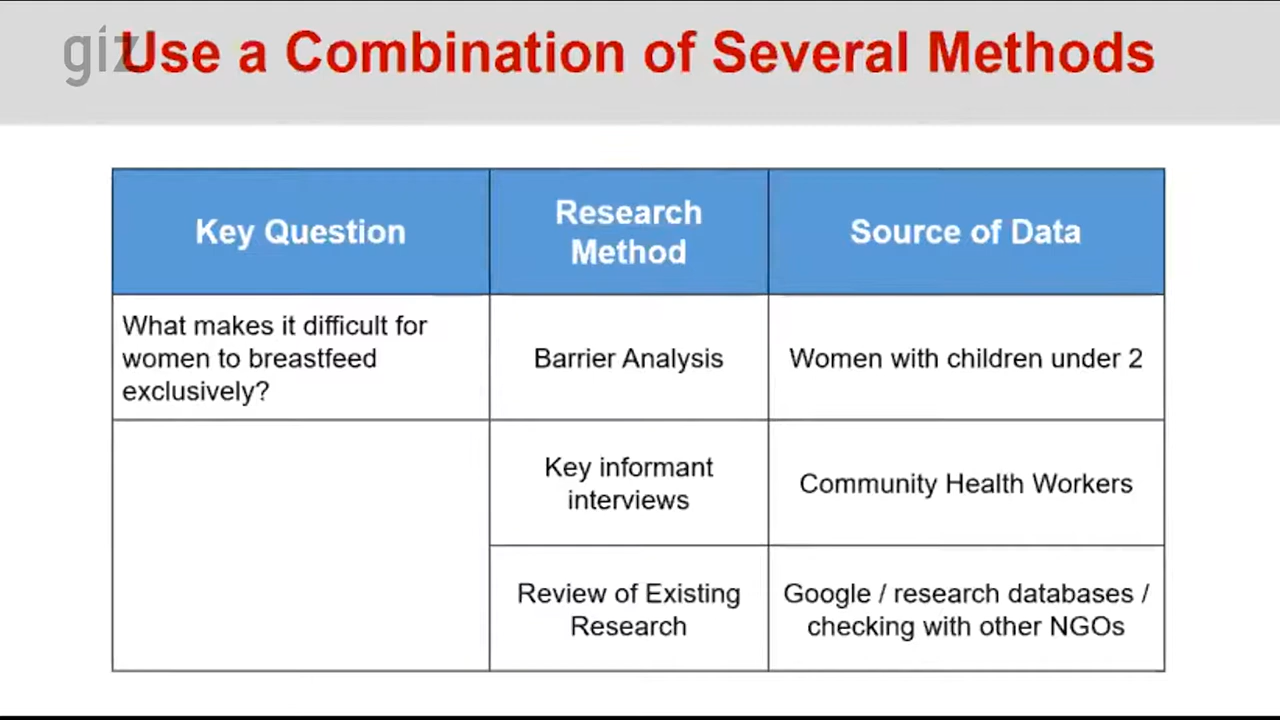 giz
Use a Combination of Several Methods
Key Question
Research
Method
Source of Data
What makes it difficult for
women to breastfeed
exclusively?
Barrier Analysis
Women with children under 2
Key informant
interviews
Community Health Workers
Review of Existing
Research
Google / research databases /
checking with other NGOs